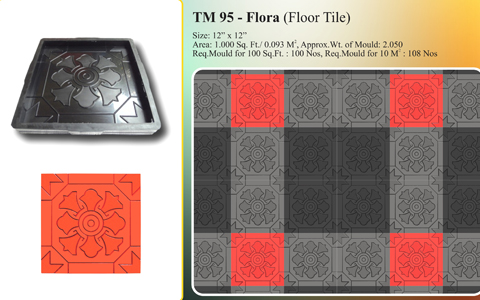 TM 95 - Flora (Floor Tile)
Size: 12” x 12”
Area: 1.000 Sq. Ft./ 0.093 M², Approx.Wt. of Mould: 2.050
Req.Mould for 100 Sq.Ft. : 100 Nos, Req.Mould for 10 M² : 108 Nos